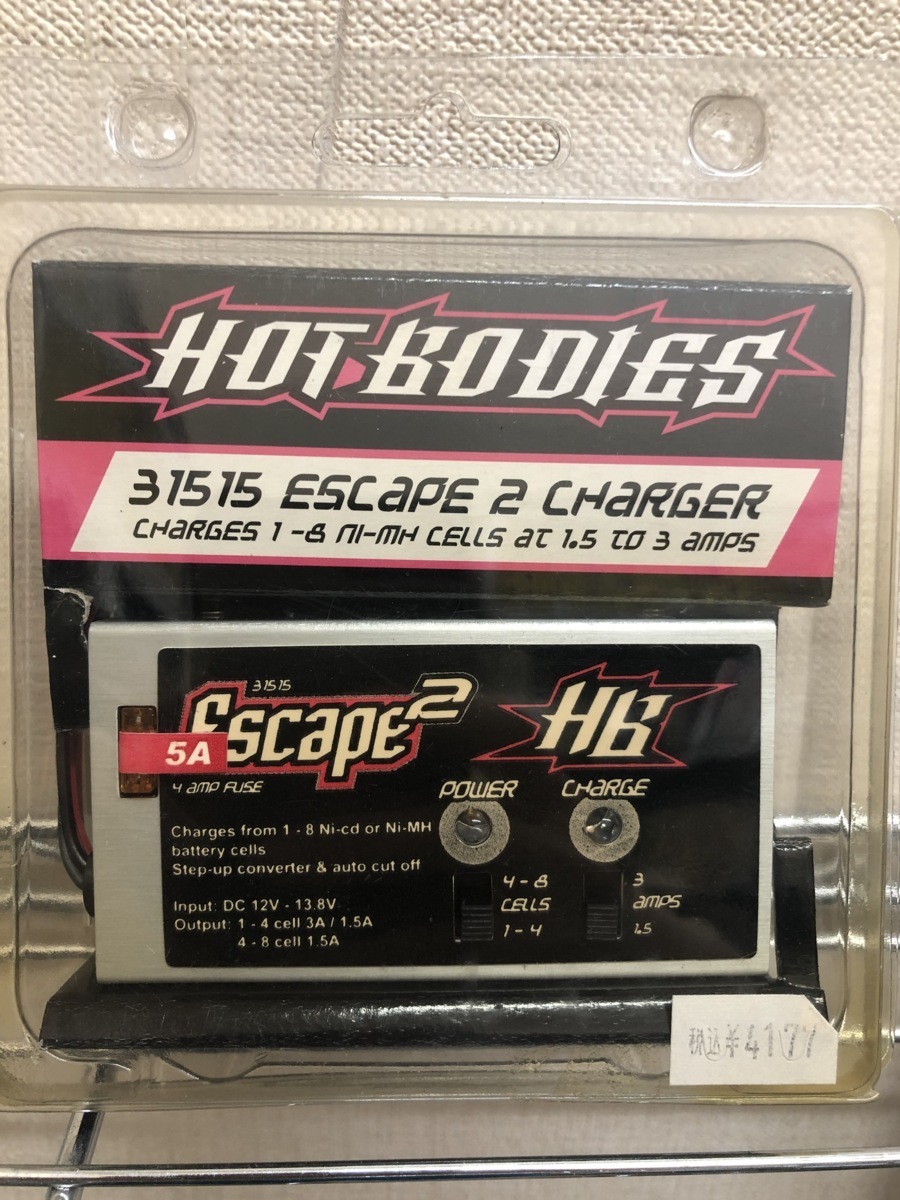 HOT BODIES
31515 ESCAPE 2 CHARGER
CHARGES 1 -8 NI-MH CELLS AT 1.5 TO 3 AMPS
31515
Escape2
HB
5A
4 AMP FUSE
POWER
CHARGE
Charges from 1 - 8 Ni-cd or Ni-MH
battery cells
Step-up converter & auto cut off
Input: DC 12V - 13.8V
Output: 1 - 4 cell 3A / 1.5A
4 - 8 cell 1.5A
4-8
CELLS
1-4
3
AMPS
1.5
税込¥4177